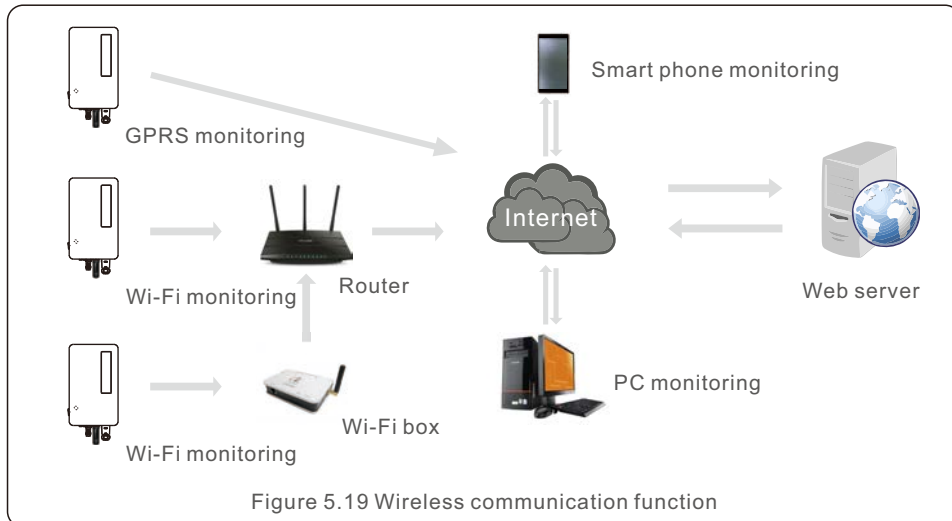 Smart phone monitoring
GPRS monitoring
Internet
Wi-Fi monitoring
Router
Web server
PC monitoring
Wi-Fi box
Wi-Fi monitoring
Figure 5.19 Wireless communication function